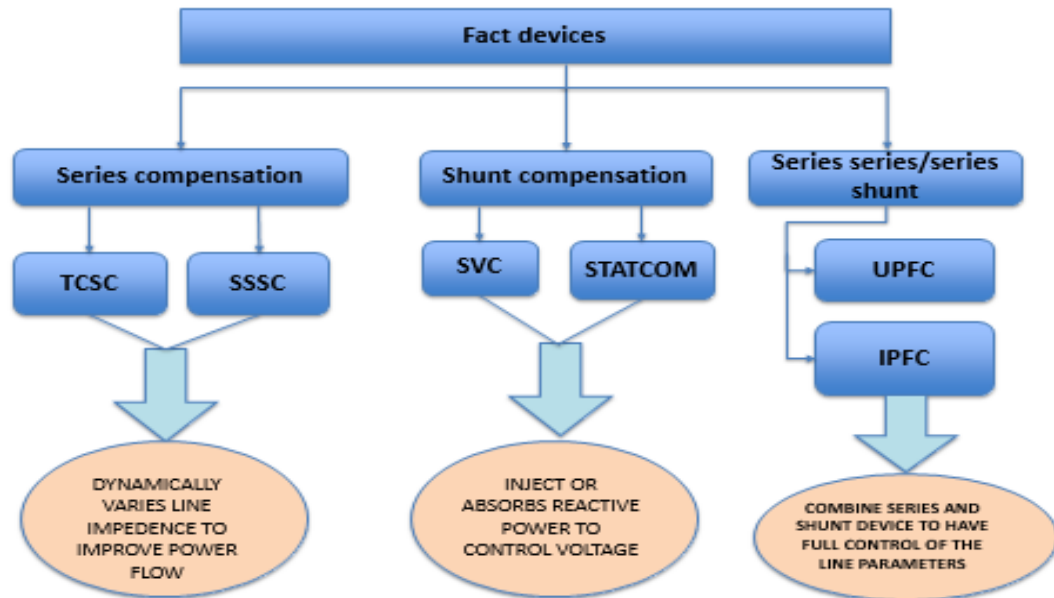 Fact devices
Series compensation
Shunt compensation
Series series/series
shunt
TCSC
SSSC
SVC
STATCOM
UPFC
IPFC
DYNAMICALLY
VARIES LINE
IMPEDENCE TO
IMPROVE POWER
FLOW
INJECT OR
ABSORBS REACTIVE
POWER TO
CONTROL VOLTAGE
COMBINE SERIES AND
SHUNT DEVICE TO HAVE
FULL CONTROL OF THE
LINE PARAMETERS